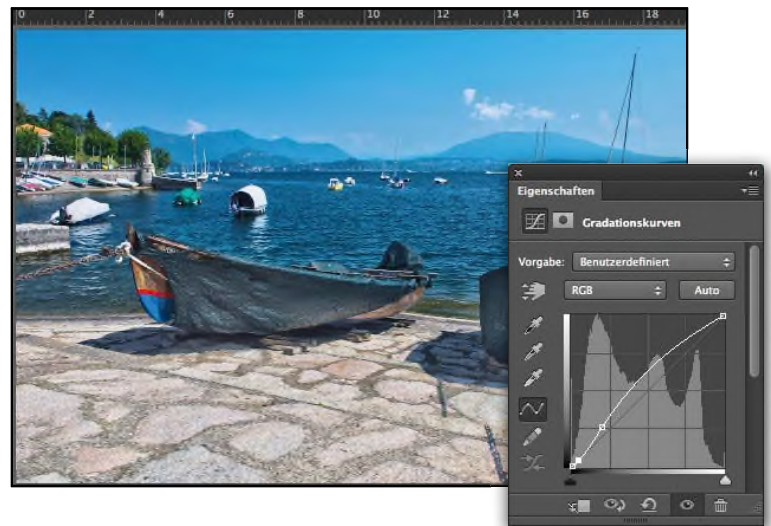 0 2 4 6 8 10 12 14 16 18
Eigenschaften
Gradationskurven
Vorgabe: Benutzerdefiniert
RGB Auto